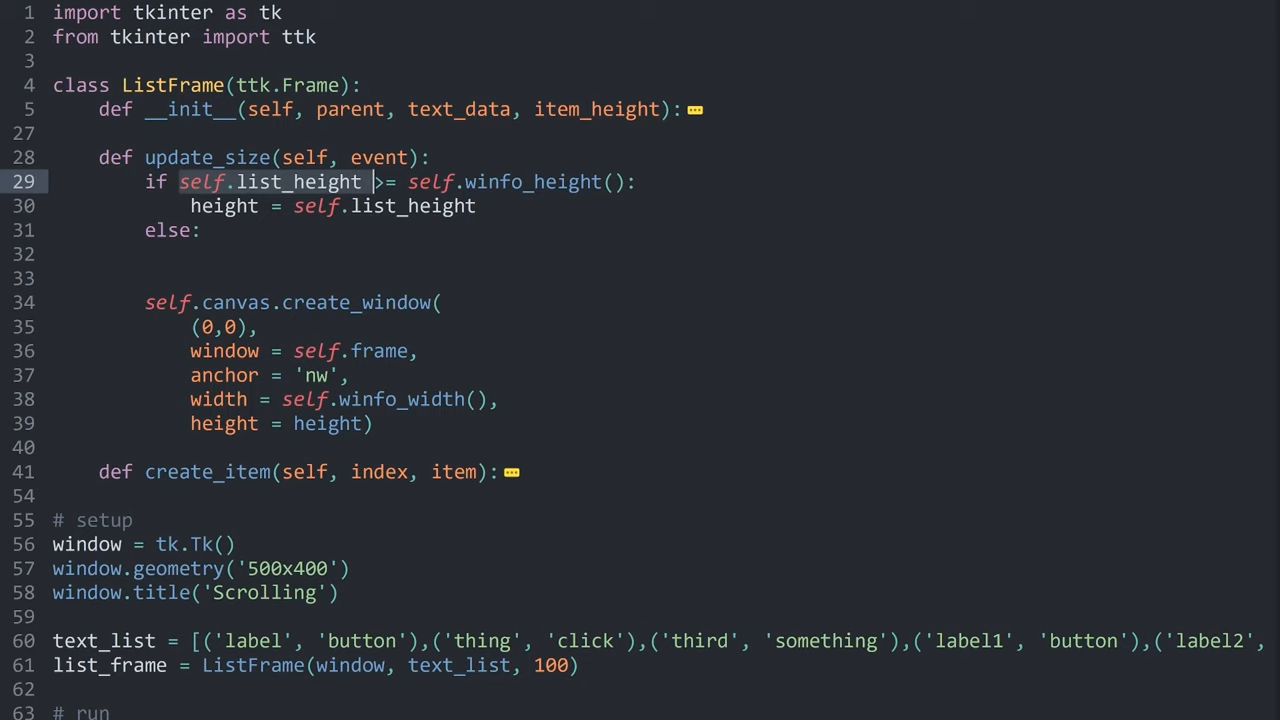 1 import tkinter as tk
2 from tkinter import ttk
3
4 class ListFrame(ttk.Frame):
5     def __init__(self, parent, text_data, item_height):
27
28     def update_size(self, event):
29         if self.list_height >= self.winfo_height():
30             height = self.list_height
31         else:
32
33
34         self.canvas.create_window(
35             (0,0),
36             window = self.frame,
37             anchor = 'nw',
38             width = self.winfo_width(),
39             height = height)
40
41     def create_item(self, index, item):
54
55 # setup
56 window = tk.Tk()
57 window.geometry('500x400')
58 window.title('Scrolling')
59
60 text_list = [('label', 'button'),('thing', 'click'),('third', 'something'),('label1', 'button'),('label2',
61 list_frame = ListFrame(window, text_list, 100)
62
63 # run